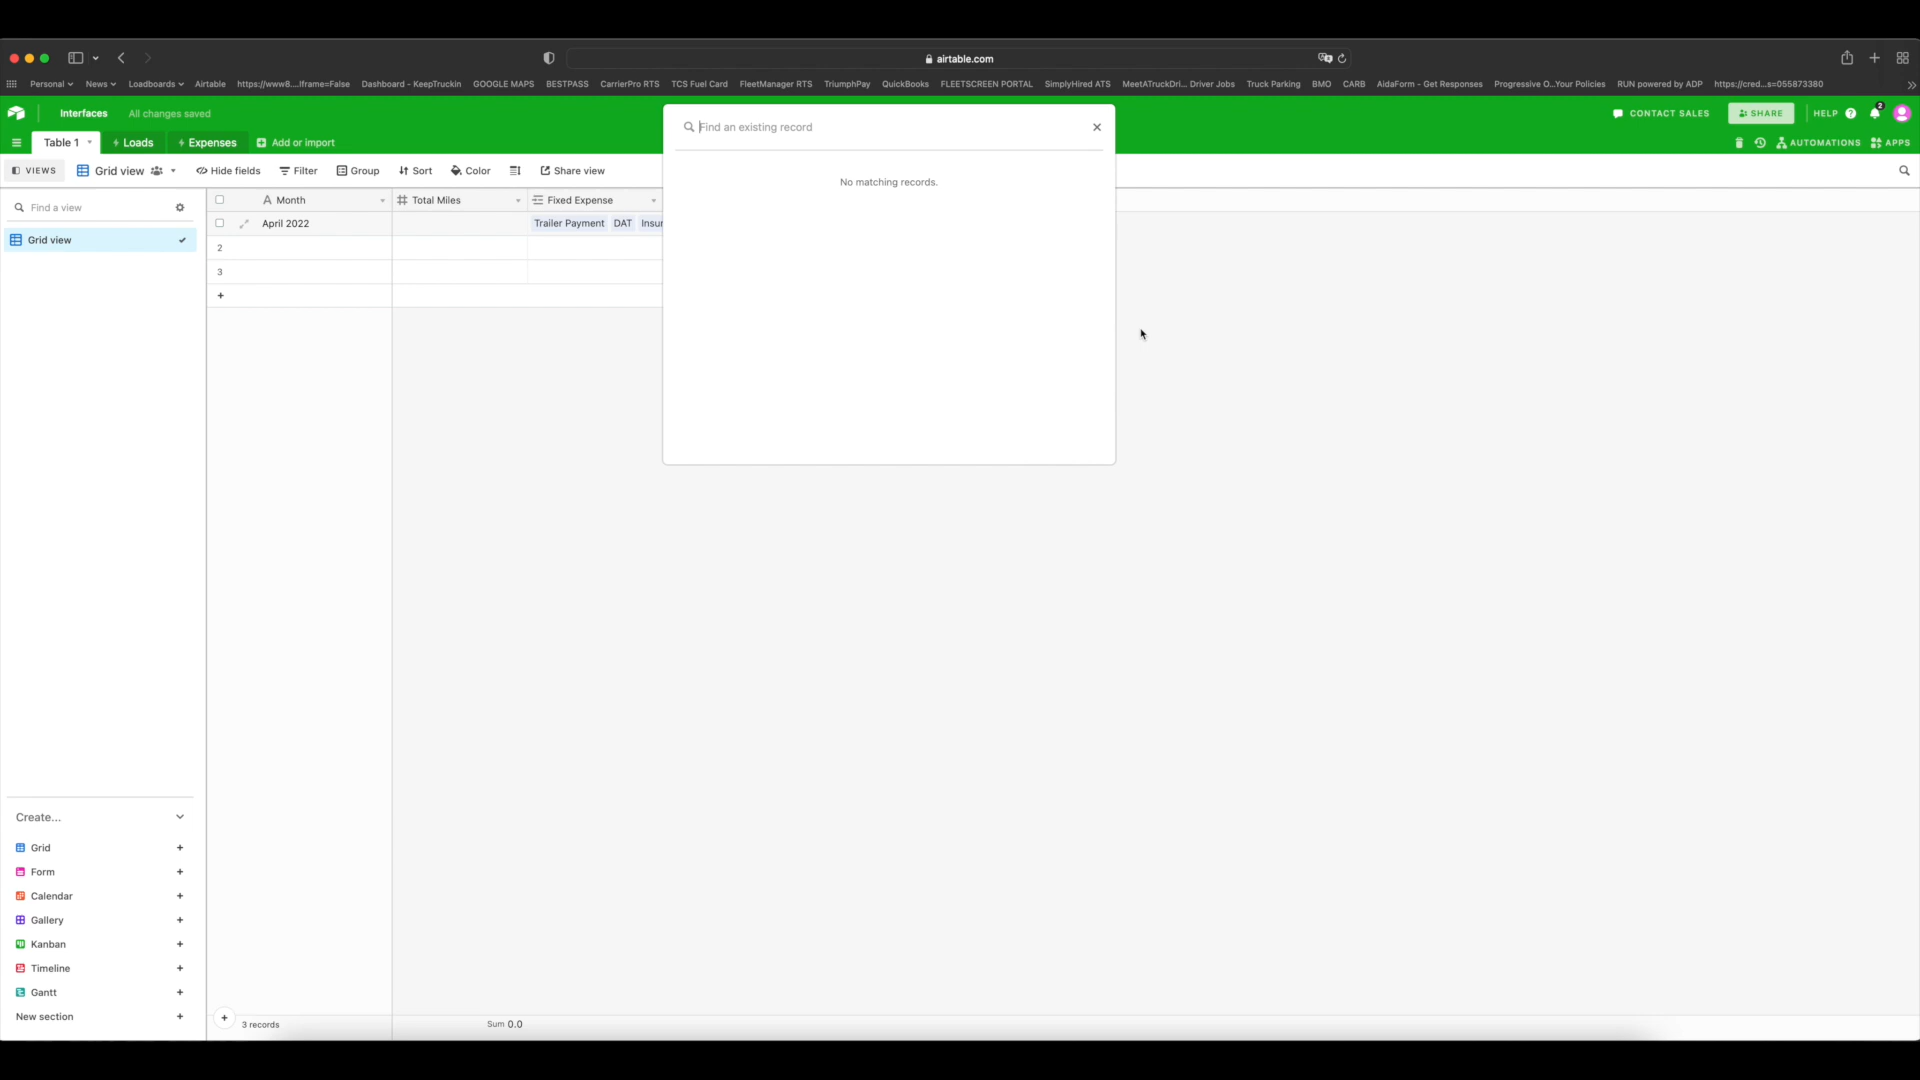 airtable.com
Personal News Loadboards Airtable https://www8....Iframe=False Dashboard - KeepTruckin GOOGLE MAPS BESTPASS CarrierPro RTS TCS Fuel Card FleetManager RTS TriumphPay QuickBooks FLEETSCREEN PORTAL SimplyHired ATS MeetATruckDri... Driver Jobs Truck Parking BMO CARB AidaForm - Get Responses Progressive O...Your Policies RUN powered by ADP https://cred...s=055873380
Interfaces All changes saved
CONTACT SALES SHARE HELP 2
Table 1 Loads Expenses Add or import
AUTOMATIONS APPS
VIEWS Grid view Hide fields Filter Group Sort Color Share view
Find an existing record
No matching records.
Find a view
Grid view
Month Total Miles Fixed Expense
April 2022 Trailer Payment DAT Insur
2
3
Create...
Grid
Form
Calendar
Gallery
Kanban
Timeline
Gantt
New section
3 records Sum 0.0